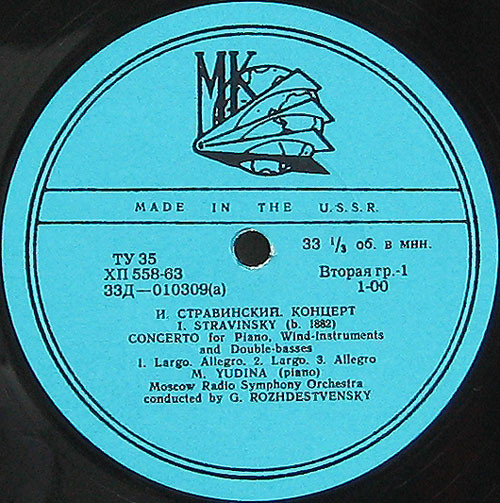 МК
MADE IN THE U.S.S.R.
ТУ 35
ХП 558-63
33Д—010309(а)
33 ⅓ об. в мин.
Вторая гр.-1
1-00
И. СТРАВИНСКИЙ. КОНЦЕРТ
I. STRAVINSKY (b. 1882)
CONCERTO for Piano, Wind-Instruments
and Double-basses
1. Largo. Allegro. 2. Largo. 3. Allegro
M. YUDINA (piano)
Moscow Radio Symphony Orchestra
conducted by G. ROZHDESTVENSKY